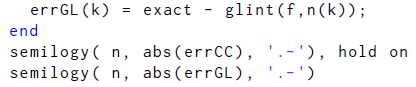 errGL(k) = exact - glint(f,n(k));
end
semilogy( n, abs(errCC), '.-'), hold on
semilogy( n, abs(errGL), '.-')